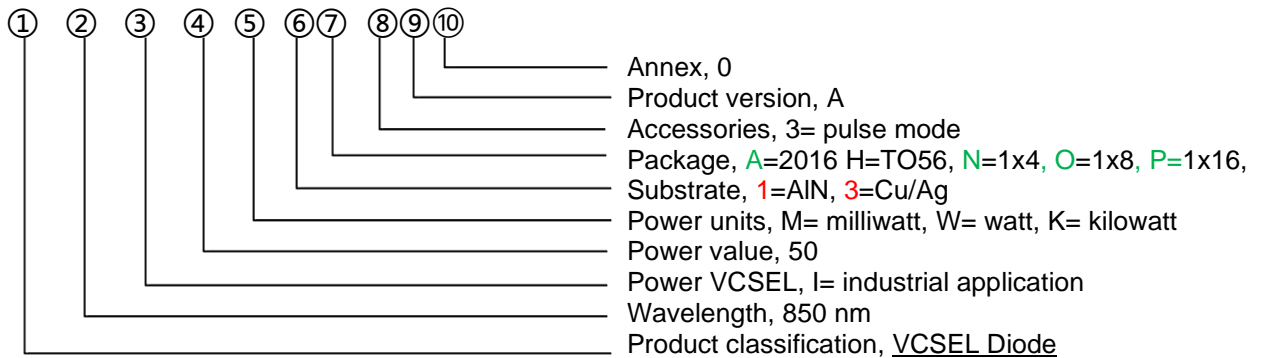 ① ② ③ ④ ⑤ ⑥⑦ ⑧⑨⑩
Annex, 0
Product version, A
Accessories, 3= pulse mode
Package, A=2016 H=TO56, N=1x4, O=1x8, P=1x16,
Substrate, 1=AlN, 3=Cu/Ag
Power units, M= milliwatt, W= watt, K= kilowatt
Power value, 50
Power VCSEL, I= industrial application
Wavelength, 850 nm
Product classification, VCSEL Diode